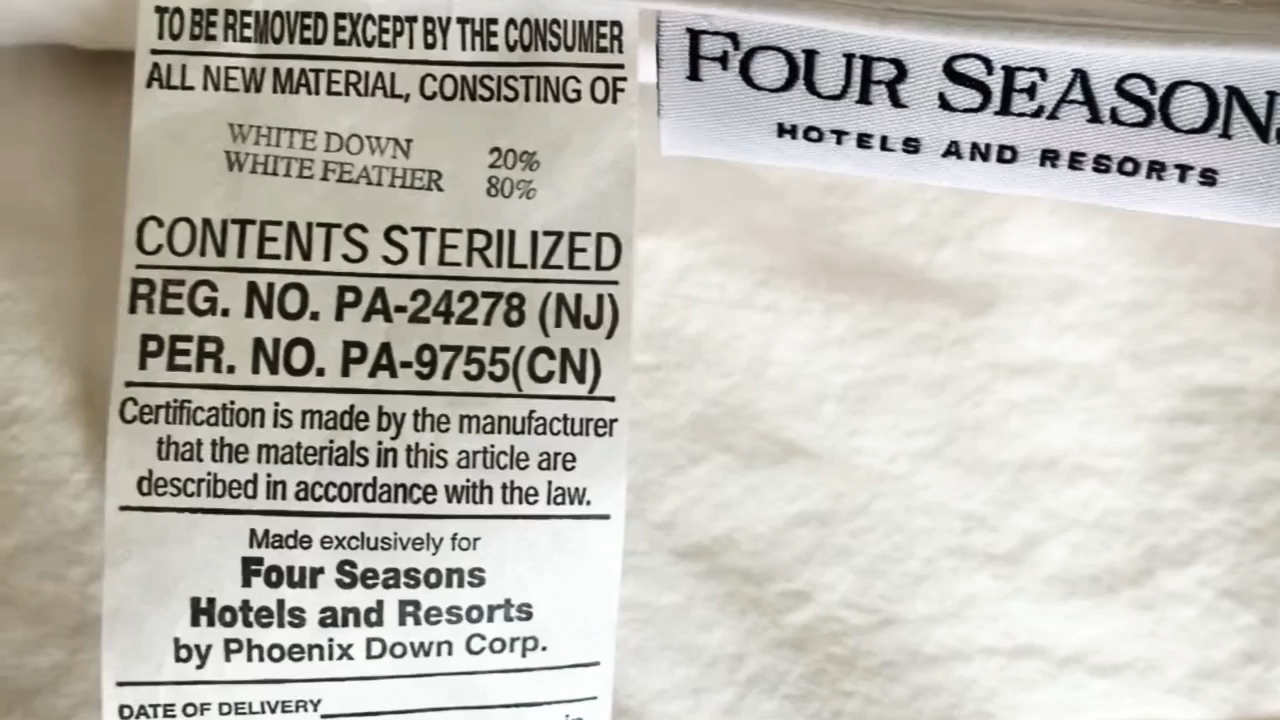 TO BE REMOVED EXCEPT BY THE CONSUMER
ALL NEW MATERIAL, CONSISTING OF
WHITE DOWN 20%
WHITE FEATHER 80%
CONTENTS STERILIZED
REG. NO. PA-24278 (NJ)
PER. NO. PA-9755(CN)
Certification is made by the manufacturer
that the materials in this article are
described in accordance with the law.
Made exclusively for
Four Seasons
Hotels and Resorts
by Phoenix Down Corp.
DATE OF DELIVERY
FOUR SEASON
HOTELS AND RESORTS